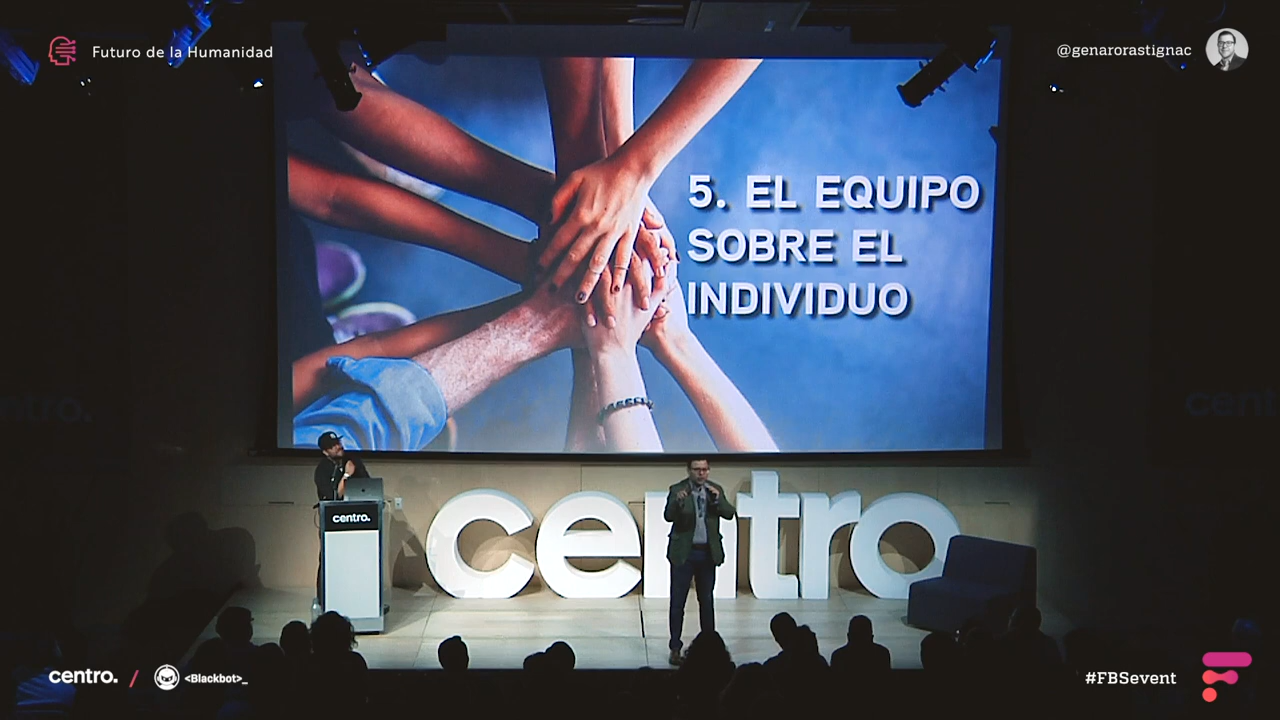 Futuro de la Humanidad
@genarorastignac
5. EL EQUIPO
SOBRE EL
INDIVIDUO
centro.
centro
centro. / <Blackbot>_
#FBSevent